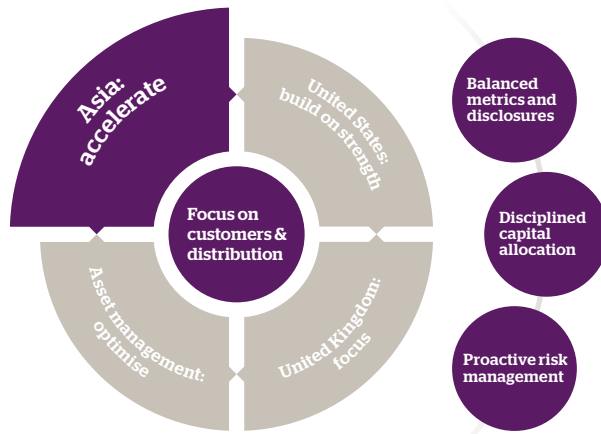 Asia:
accelerate
United States:
build on strength
Focus on
customers &
distribution
Asset management:
optimise
United Kingdom:
focus
Balanced
metrics and
disclosures
Disciplined
capital
allocation
Proactive risk
management